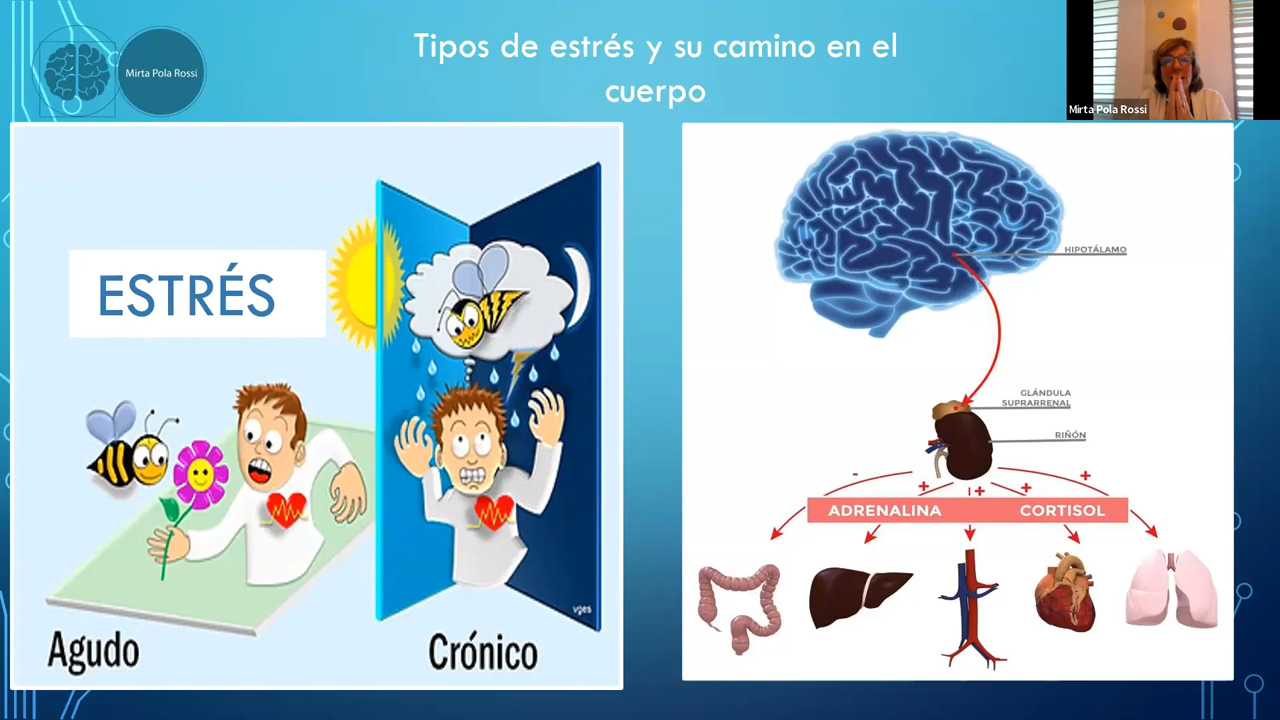 Mirta Pola Rossi
Tipos de estrés y su camino en el
cuerpo
Mirta Pola Rossi
ESTRÉS
vges
Agudo
Crónico
HIPOTÁLAMO
GLÁNDULA
SUPRARRENAL
RIÑÓN
- + + + +
ADRENALINA CORTISOL